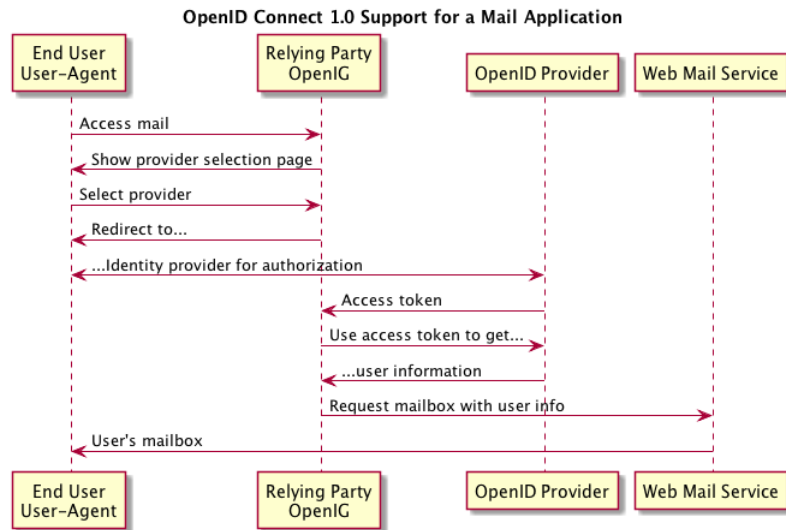 OpenID Connect 1.0 Support for a Mail Application
End User
User-Agent
Relying Party
OpenIG
OpenID Provider
Web Mail Service
Access mail
Show provider selection page
Select provider
Redirect to...
...Identity provider for authorization
Access token
Use access token to get...
...user information
Request mailbox with user info
User's mailbox
End User
User-Agent
Relying Party
OpenIG
OpenID Provider
Web Mail Service